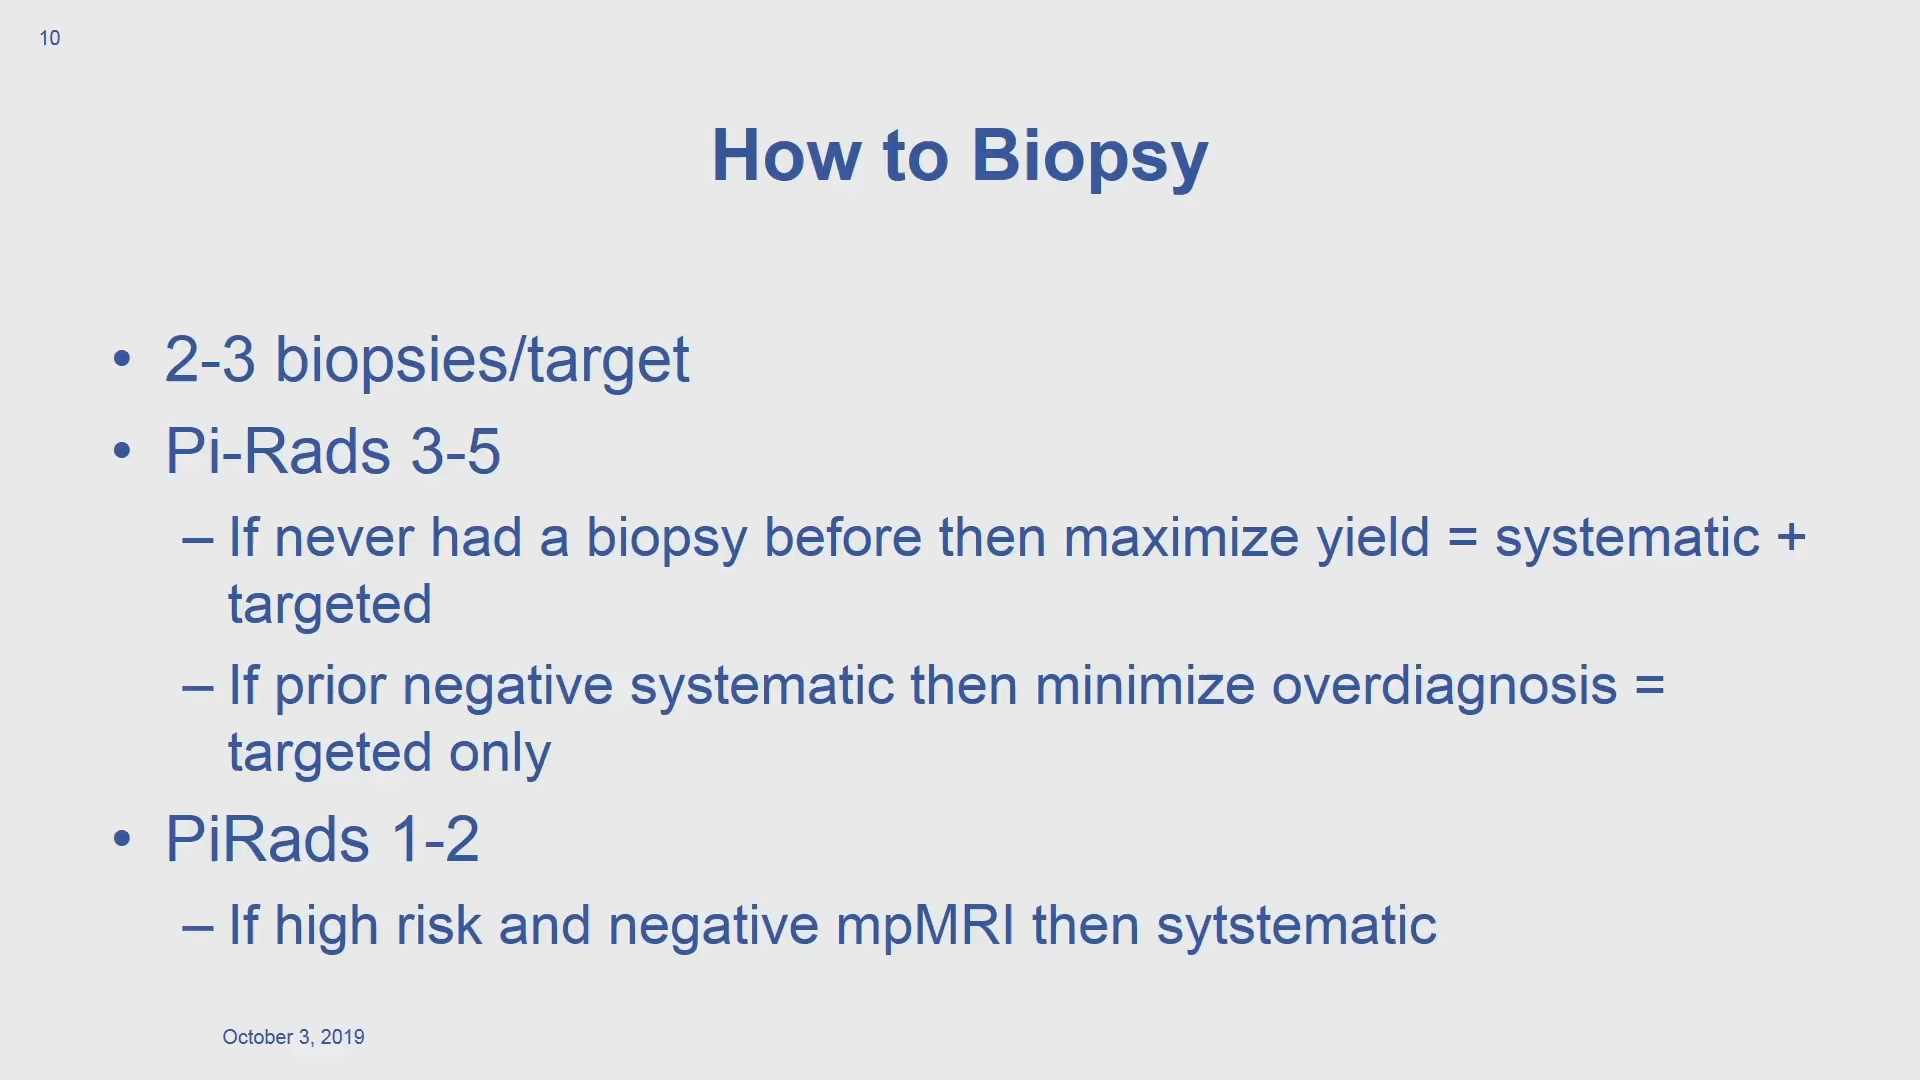 10
How to Biopsy
• 2-3 biopsies/target
• Pi-Rads 3-5
– If never had a biopsy before then maximize yield = systematic +
targeted
– If prior negative systematic then minimize overdiagnosis =
targeted only
• PiRads 1-2
– If high risk and negative mpMRI then sytstematic
October 3, 2019